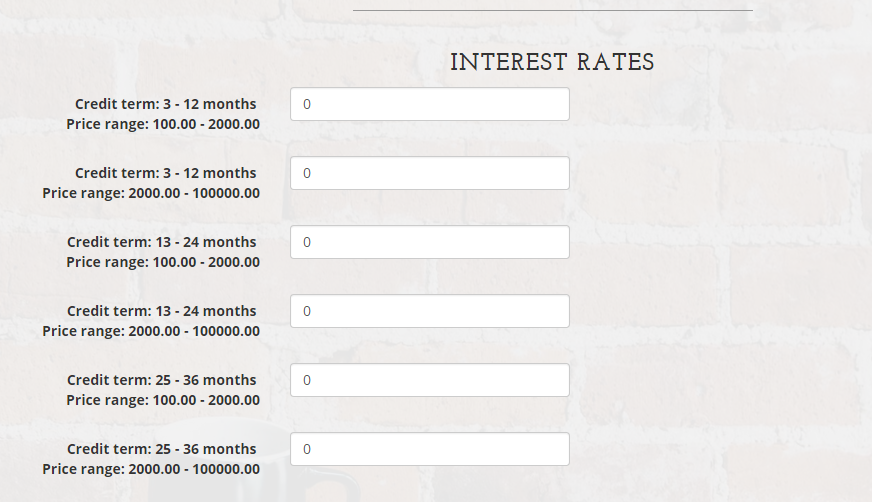 INTEREST RATES
Credit term: 3 - 12 months
0
Price range: 100.00 - 2000.00
Credit term: 3 - 12 months
0
Price range: 2000.00 - 100000.00
Credit term: 13 - 24 months
0
Price range: 100.00 - 2000.00
Credit term: 13 - 24 months
0
Price range: 2000.00 - 100000.00
Credit term: 25 - 36 months
0
Price range: 100.00 - 2000.00
Credit term: 25 - 36 months
0
Price range: 2000.00 - 100000.00